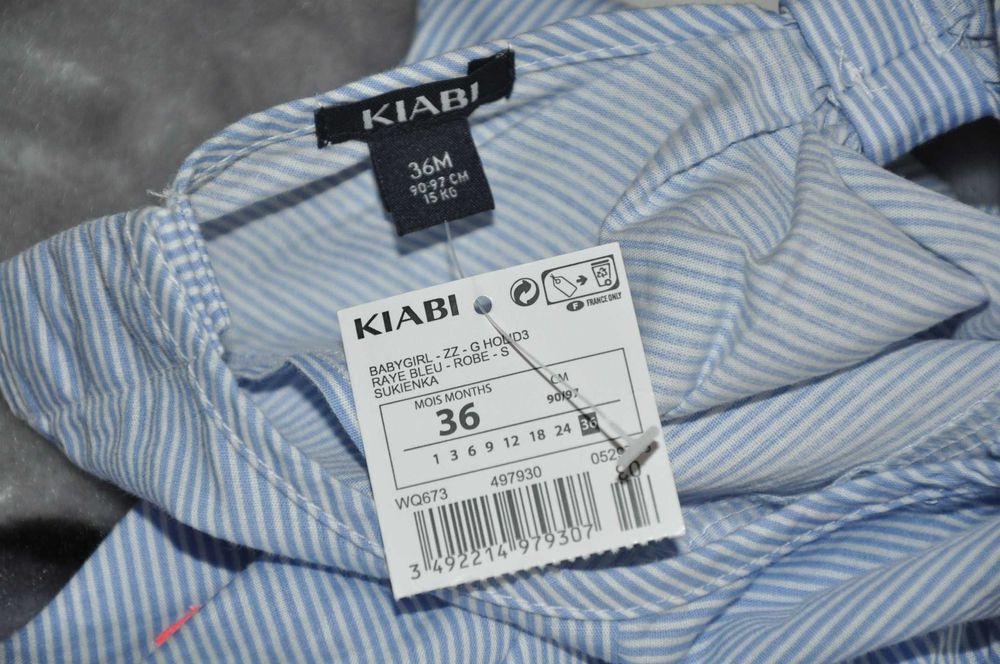 KIABI
36M
90-97 CM
15 KG
KIABI
F FRANCE ONLY
BABYGIRL - ZZ - G HOLID3
RAYE BLEU - ROBE - S
SUKIENKA
MOIS MONTHS
CM
36
90/97
1 3 6 9 12 18 24 36
WQ673
497930
3 492214 979307